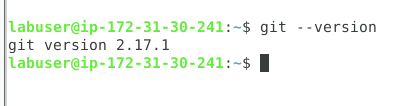 labuser@ip-172-31-30-241:~$ git --version
git version 2.17.1
labuser@ip-172-31-30-241:~$